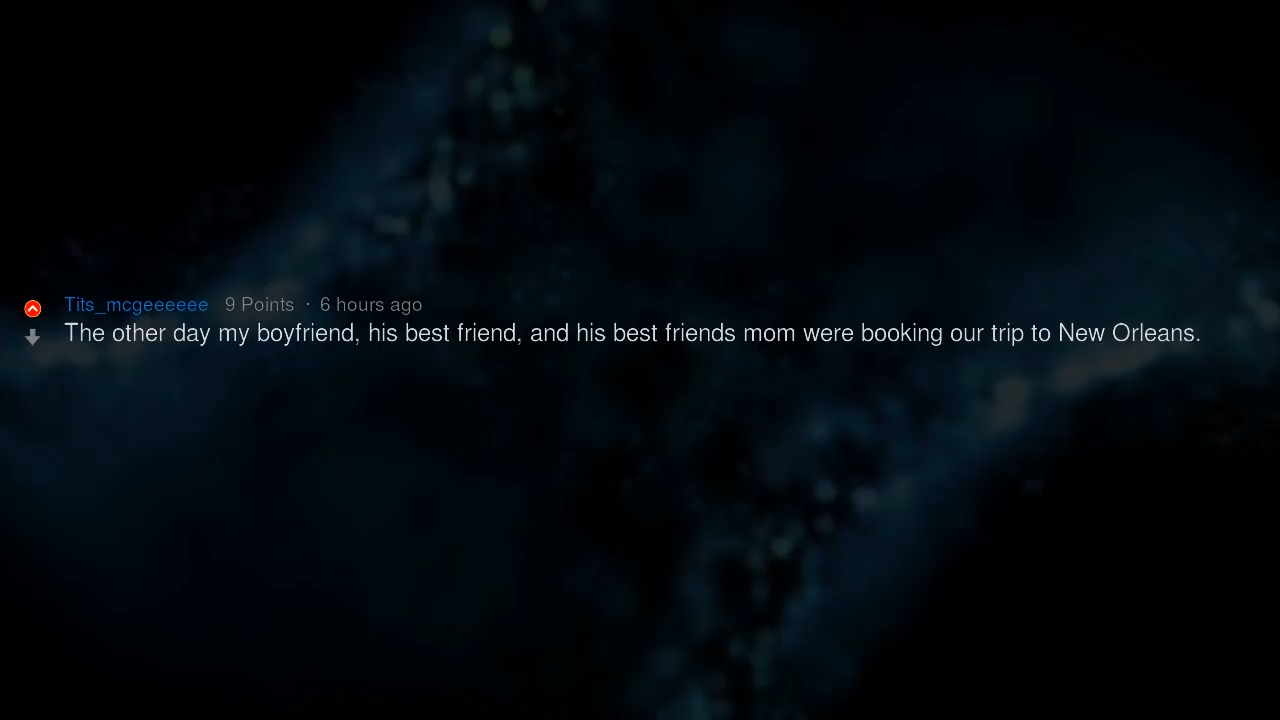 Tits_mcgeeeeee 9 Points · 6 hours ago
The other day my boyfriend, his best friend, and his best friends mom were booking our trip to New Orleans.